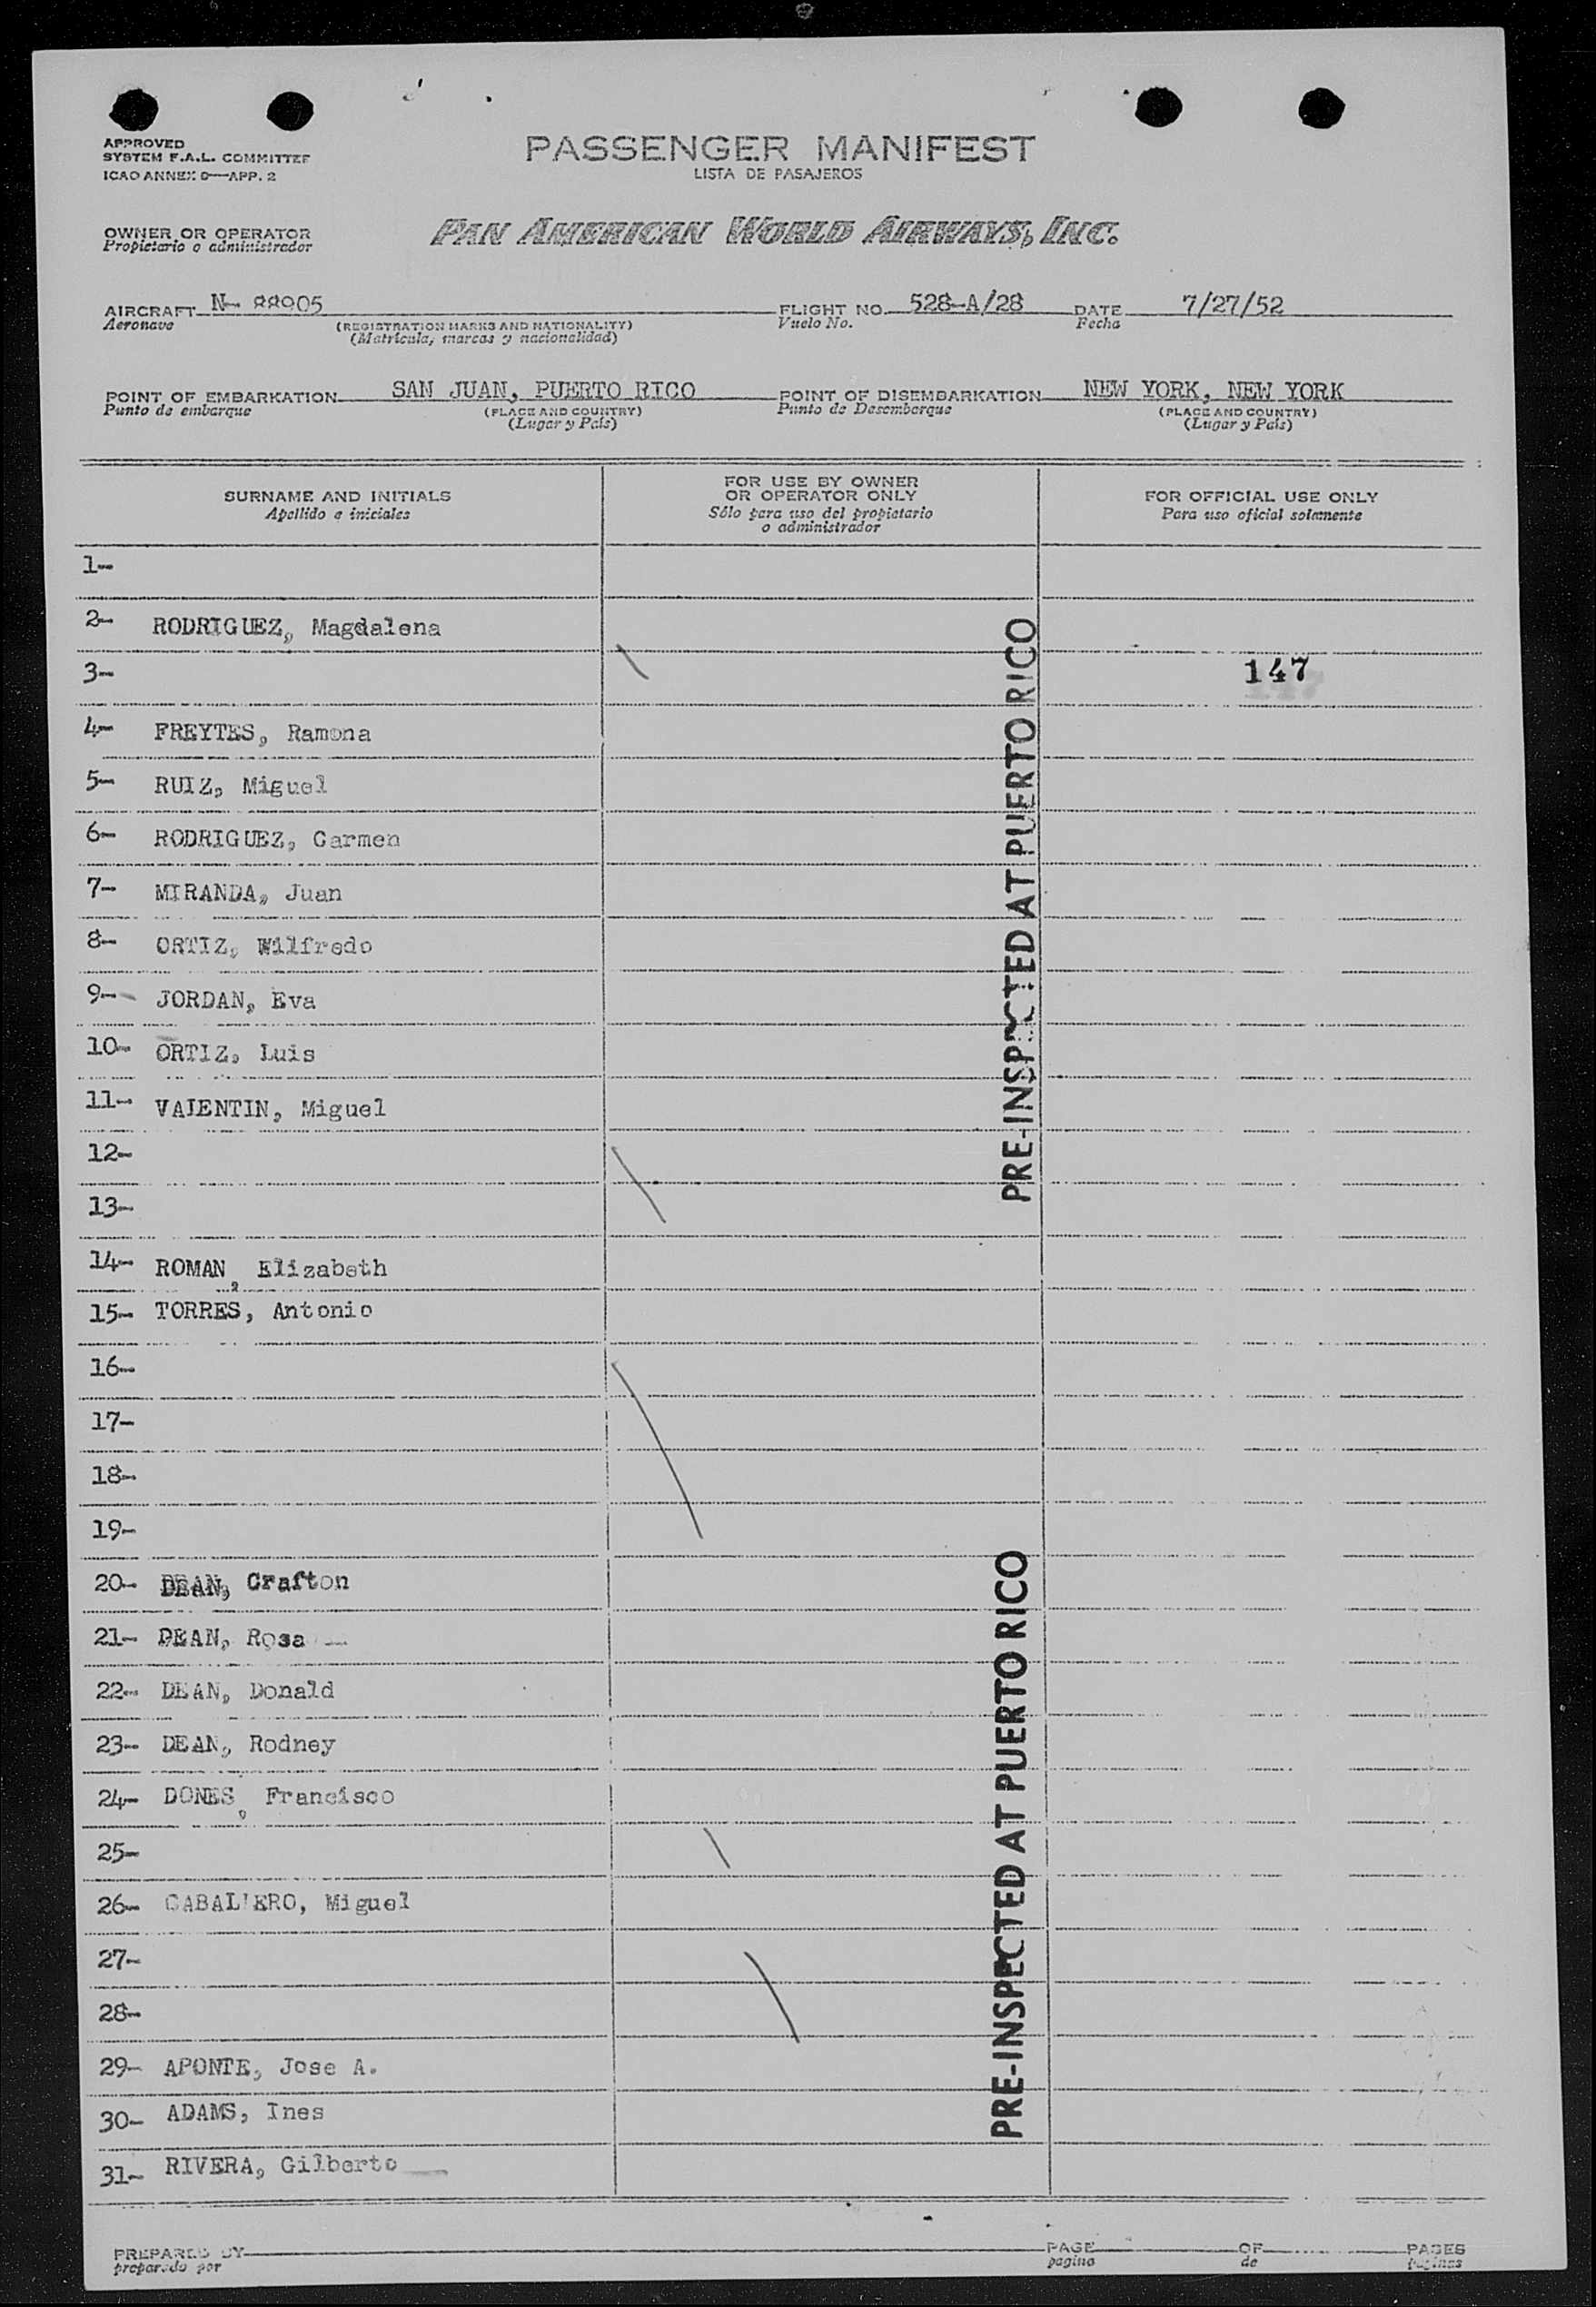 APPROVED
SYSTEM F.A.L. COMMITTEE
ICAO ANNEX 9—APP. 2
PASSENGER MANIFEST
LISTA DE PASAJEROS
OWNER OR OPERATOR
Propietario o administrador
PAN AMERICAN WORLD AIRWAYS, INC.
AIRCRAFT N- 88905 FLIGHT NO. 528-A/28 DATE 7/27/52
Aeronave (REGISTRATION MARKS AND NATIONALITY) Vuelo No. Fecha
(Matrícula, marcas y nacionalidad)
POINT OF EMBARKATION SAN JUAN, PUERTO RICO POINT OF DISEMBARKATION NEW YORK, NEW YORK
Punto de embarque (PLACE AND COUNTRY) Punto de Desembarque (PLACE AND COUNTRY)
(Lugar y País) (Lugar y País)
SURNAME AND INITIALS
Apellido e iniciales
FOR USE BY OWNER
OR OPERATOR ONLY
Sólo para uso del propietario
o administrador
FOR OFFICIAL USE ONLY
Para uso oficial solamente
1-
2- RODRIGUEZ, Magdalena
3-
147
4- FREYTES, Ramona
5- RUIZ, Miguel
6- RODRIGUEZ, Carmen
7- MIRANDA, Juan
8- ORTIZ, Wilfredo
9- JORDAN, Eva
10- ORTIZ, Luis
11- VALENTIN, Miguel
12-
13-
PRE-INSPECTED AT PUERTO RICO
14- ROMAN, Elizabeth
15- TORRES, Antonio
16-
17-
18-
19-
20- DEAN, Crafton
21- DEAN, Rosa
22- DEAN, Donald
23- DEAN, Rodney
24- DONES, Francisco
25-
26- CABALLERO, Miguel
27-
28-
29- APONTE, Jose A.
30- ADAMS, Ines
31- RIVERA, Gilberto
PRE-INSPECTED AT PUERTO RICO
PREPARED BY PAGE OF PAGES
preparado por pagina de paginas